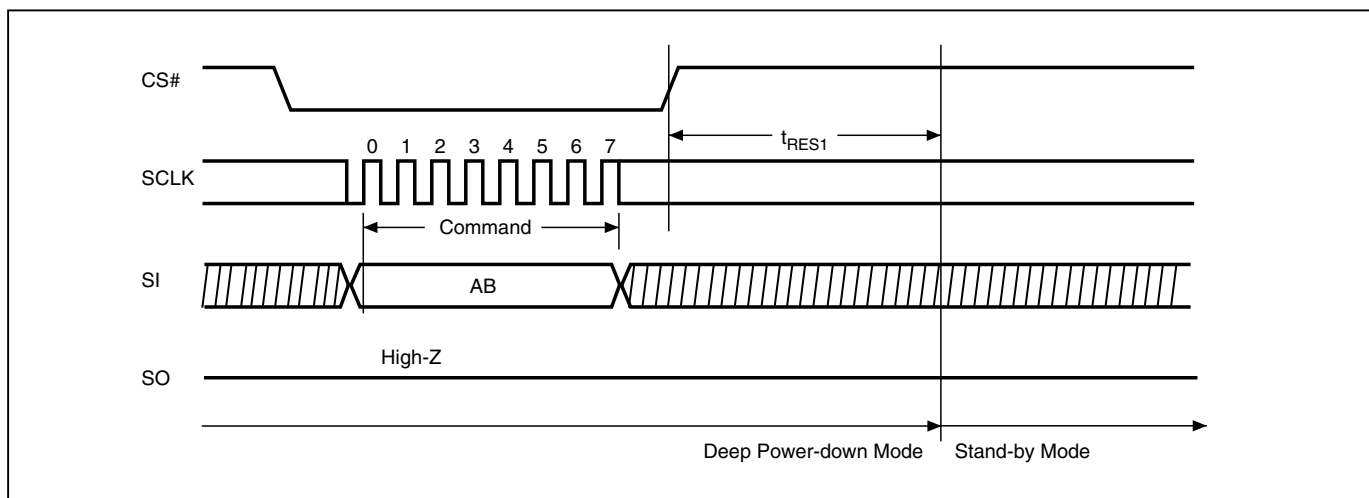 CS#
tRES1
0 1 2 3 4 5 6 7
SCLK
Command
SI
AB
High-Z
SO
Deep Power-down Mode Stand-by Mode